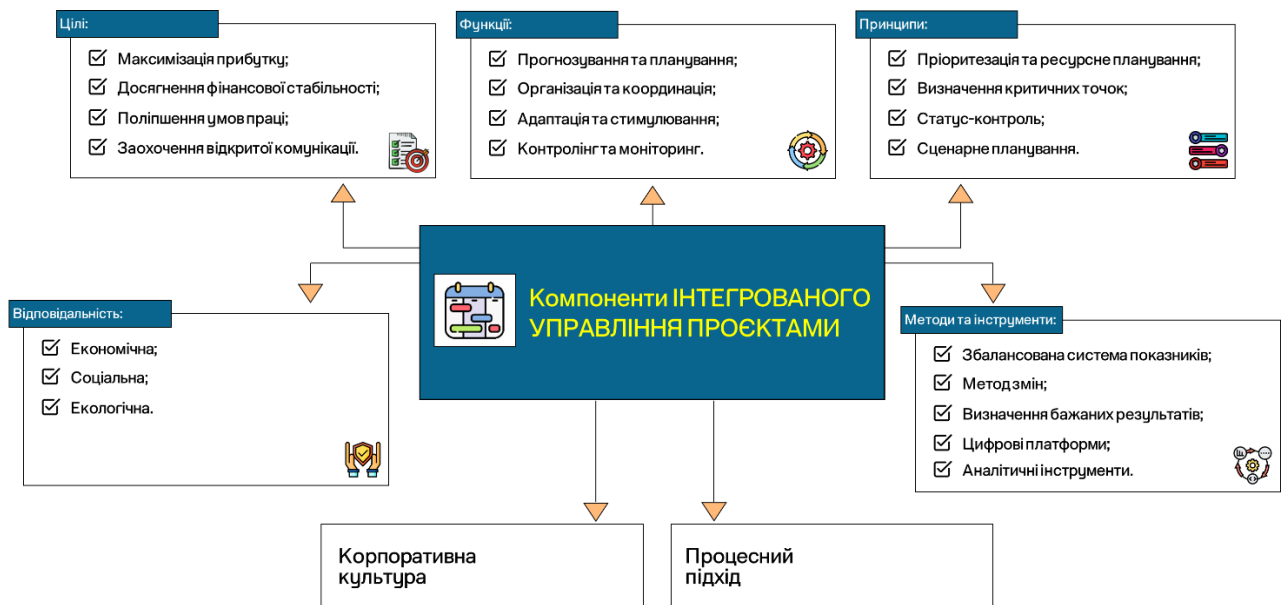 Цілі:
Максимізація прибутку;
Досягнення фінансової стабільності;
Поліпшення умов праці;
Заохочення відкритої комунікації.
Функції:
Прогнозування та планування;
Організація та координація;
Адаптація та стимулювання;
Контролінг та моніторинг.
Принципи:
Пріоритезація та ресурсне планування;
Визначення критичних точок;
Статус-контроль;
Сценарне планування.
Компоненти ІНТЕГРОВАНОГО
УПРАВЛІННЯ ПРОЄКТАМИ
Відповідальність:
Економічна;
Соціальна;
Екологічна.
Методи та інструменти:
Збалансована система показників;
Метод змін;
Визначення бажаних результатів;
Цифрові платформи;
Аналітичні інструменти.
Корпоративна
культура
Процесний
підхід